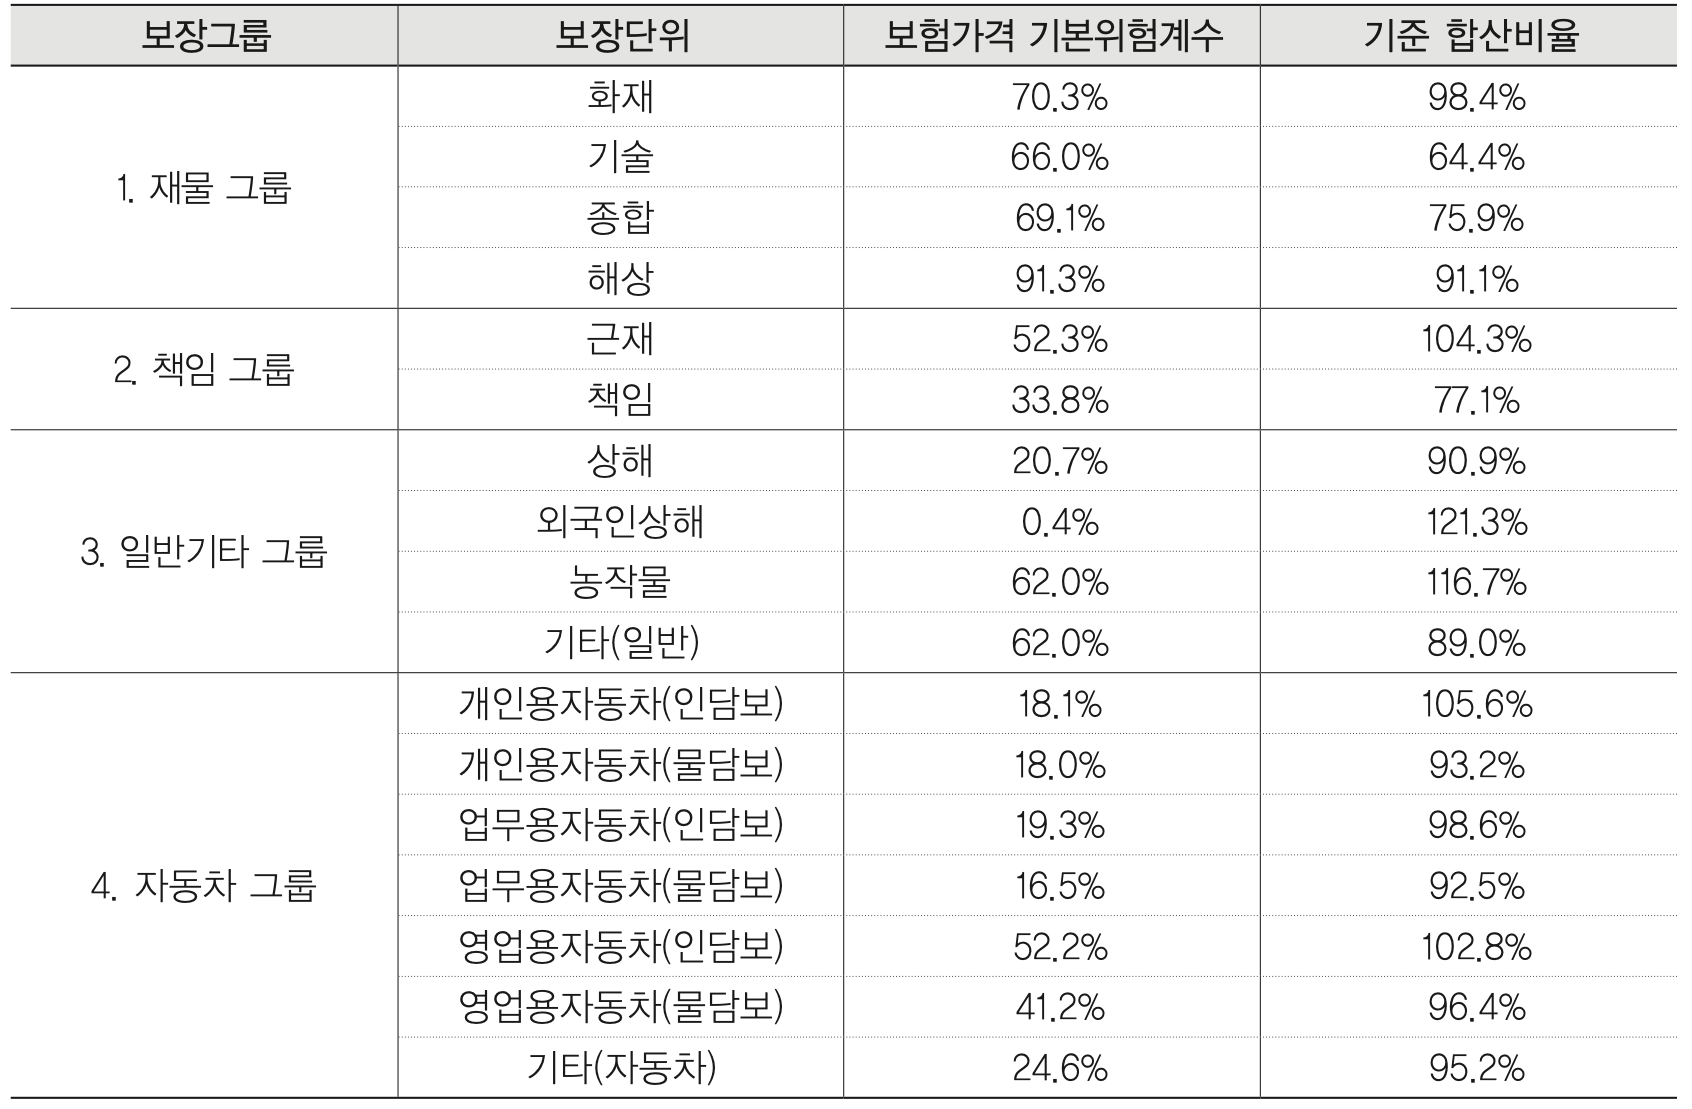 보장그룹 보장단위 보험가격 기본위험계수 기준 합산비율
1. 재물 그룹 화재 70.3% 98.4%
기술 66.0% 64.4%
종합 69.1% 75.9%
해상 91.3% 91.1%
2. 책임 그룹 근재 52.3% 104.3%
책임 33.8% 77.1%
3. 일반기타 그룹 상해 20.7% 90.9%
외국인상해 0.4% 121.3%
농작물 62.0% 116.7%
기타(일반) 62.0% 89.0%
4. 자동차 그룹 개인용자동차(인담보) 18.1% 105.6%
개인용자동차(물담보) 18.0% 93.2%
업무용자동차(인담보) 19.3% 98.6%
업무용자동차(물담보) 16.5% 92.5%
영업용자동차(인담보) 52.2% 102.8%
영업용자동차(물담보) 41.2% 96.4%
기타(자동차) 24.6% 95.2%